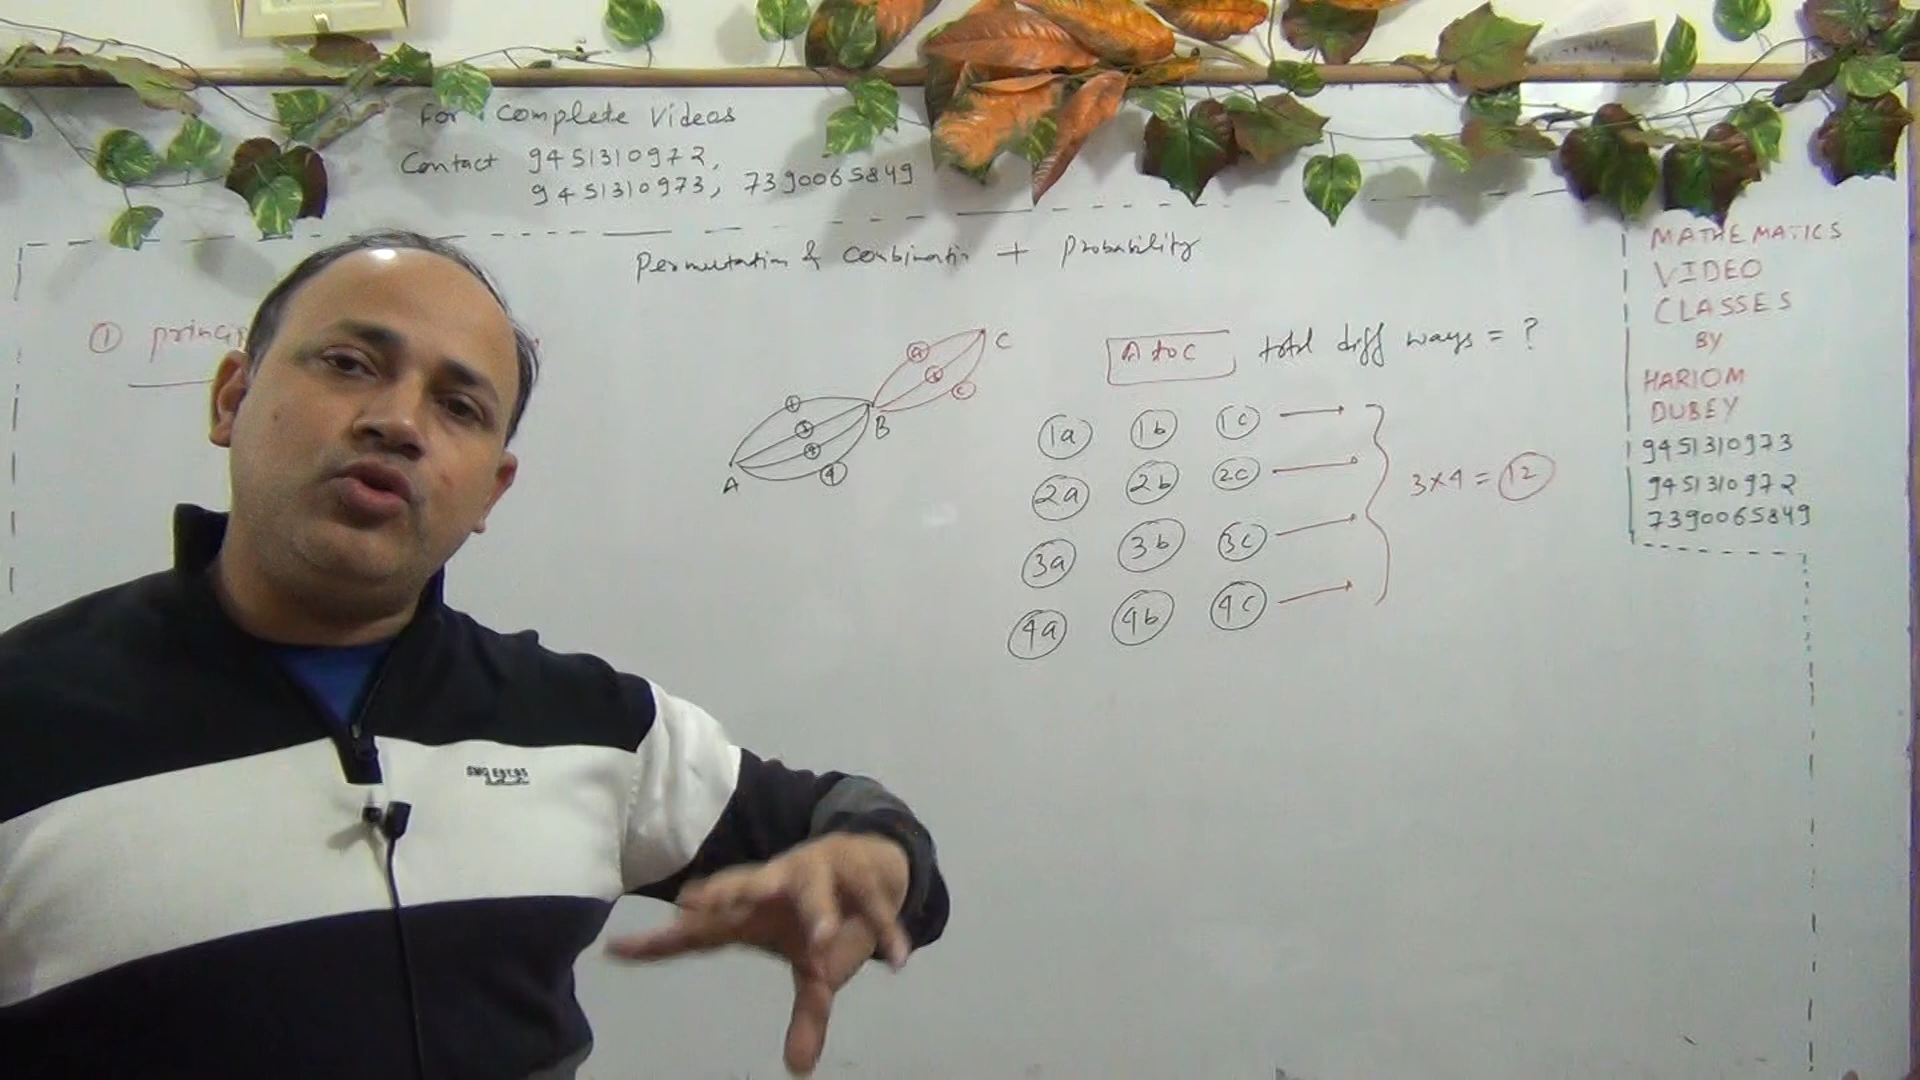 For Complete Videos
Contact 9451310972,
9451310973, 7390065849
Permutation & Combination + Probability
① princip
A to C total diff ways = ?
1a 1b 1c
2a 2b 2c
3a 3b 3c
4a 4b 4c
3×4 = 12
A
B
C
1
4
a
c
MATHEMATICS
VIDEO
CLASSES
BY
HARIOM
DUBEY
9451310973
9451310972
7390065849